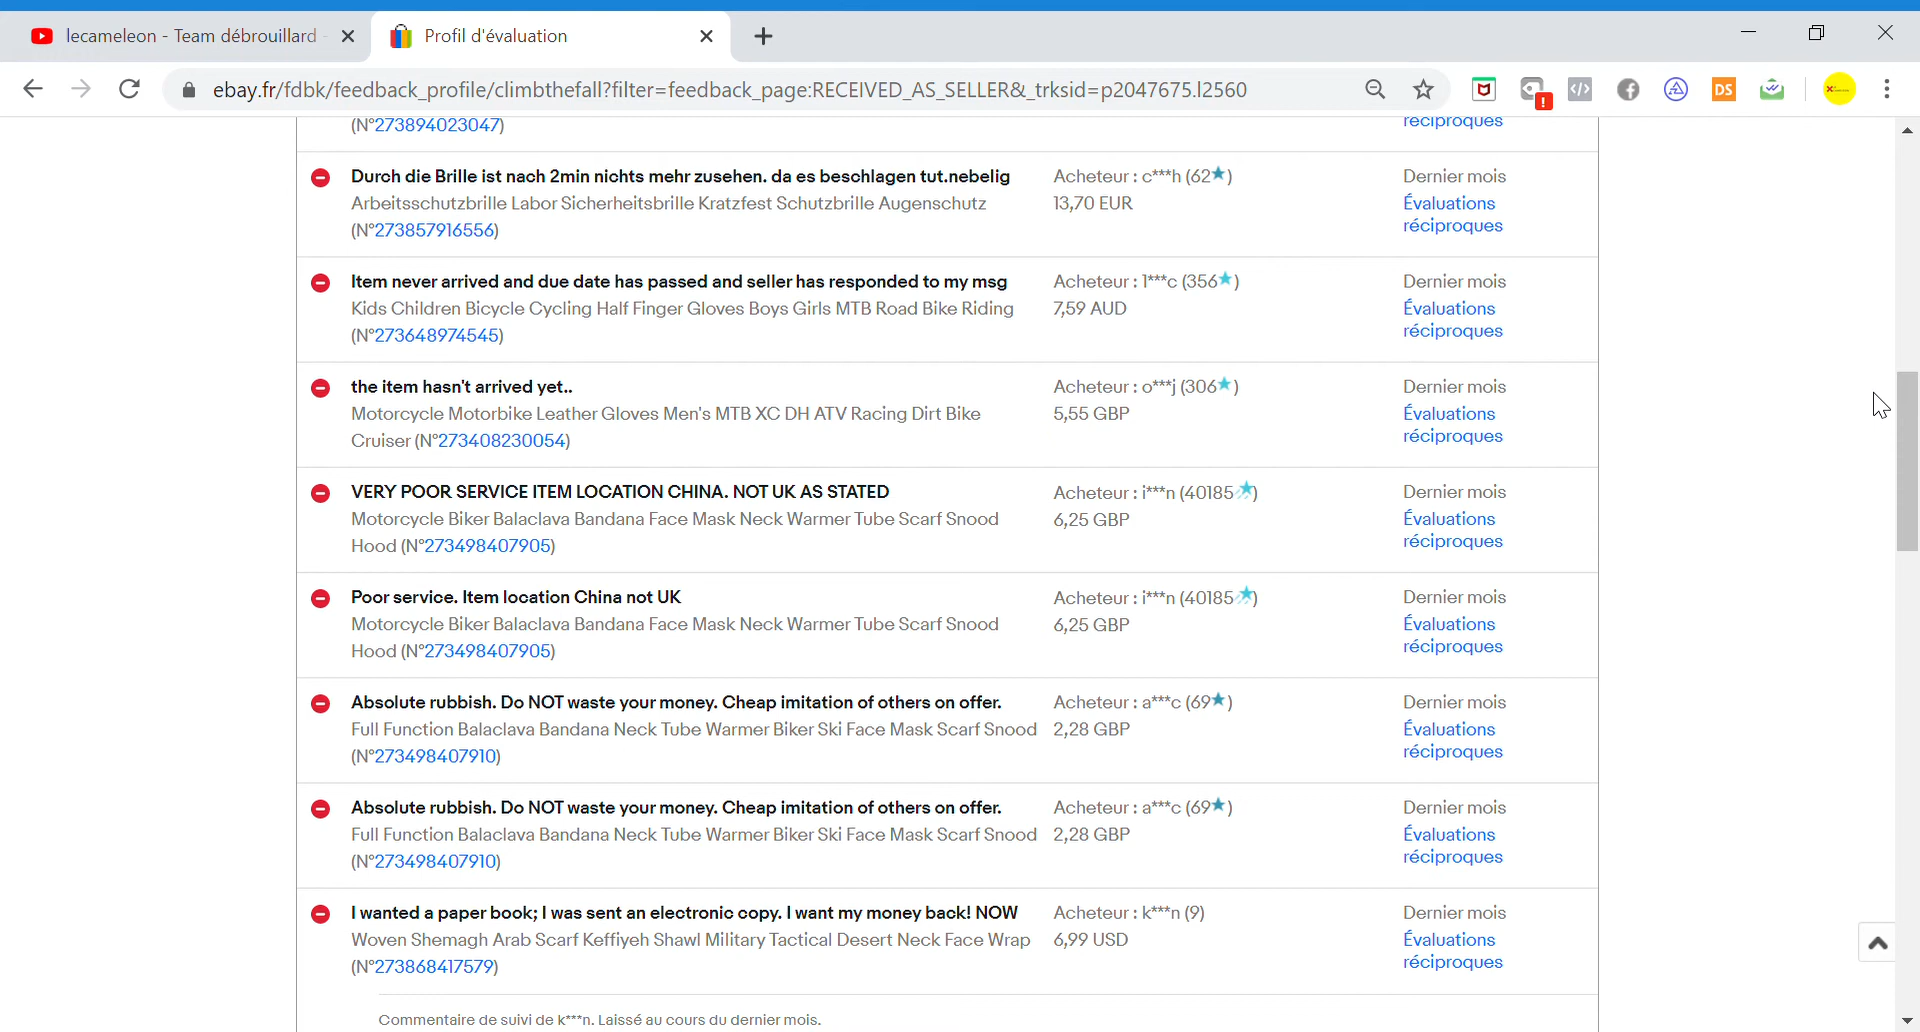 lecameleon - Team débrouillard -
Profil d'évaluation
ebay.fr/fdbk/feedback_profile/climbthefall?filter=feedback_page:RECEIVED_AS_SELLER&_trksid=p2047675.l2560
DS
(N°273894023047)
réciproques
Durch die Brille ist nach 2min nichts mehr zusehen. da es beschlagen tut.nebelig
Acheteur : c***h (62)
Dernier mois
Arbeitsschutzbrille Labor Sicherheitsbrille Kratzfest Schutzbrille Augenschutz
13,70 EUR
Évaluations
(N°273857916556)
réciproques
Item never arrived and due date has passed and seller has responded to my msg
Acheteur : l***c (356)
Dernier mois
Kids Children Bicycle Cycling Half Finger Gloves Boys Girls MTB Road Bike Riding
7,59 AUD
Évaluations
(N°273648974545)
réciproques
the item hasn't arrived yet..
Acheteur : o***j (306)
Dernier mois
Motorcycle Motorbike Leather Gloves Men's MTB XC DH ATV Racing Dirt Bike
5,55 GBP
Évaluations
Cruiser (N°273408230054)
réciproques
VERY POOR SERVICE ITEM LOCATION CHINA. NOT UK AS STATED
Acheteur : i***n (40185)
Dernier mois
Motorcycle Biker Balaclava Bandana Face Mask Neck Warmer Tube Scarf Snood
6,25 GBP
Évaluations
Hood (N°273498407905)
réciproques
Poor service. Item location China not UK
Acheteur : i***n (40185)
Dernier mois
Motorcycle Biker Balaclava Bandana Face Mask Neck Warmer Tube Scarf Snood
6,25 GBP
Évaluations
Hood (N°273498407905)
réciproques
Absolute rubbish. Do NOT waste your money. Cheap imitation of others on offer.
Acheteur : a***c (69)
Dernier mois
Full Function Balaclava Bandana Neck Tube Warmer Biker Ski Face Mask Scarf Snood
2,28 GBP
Évaluations
(N°273498407910)
réciproques
Absolute rubbish. Do NOT waste your money. Cheap imitation of others on offer.
Acheteur : a***c (69)
Dernier mois
Full Function Balaclava Bandana Neck Tube Warmer Biker Ski Face Mask Scarf Snood
2,28 GBP
Évaluations
(N°273498407910)
réciproques
I wanted a paper book; I was sent an electronic copy. I want my money back! NOW
Acheteur : k***n (9)
Dernier mois
Woven Shemagh Arab Scarf Keffiyeh Shawl Military Tactical Desert Neck Face Wrap
6,99 USD
Évaluations
(N°273868417579)
réciproques
Commentaire de suivi de k***n. Laissé au cours du dernier mois.